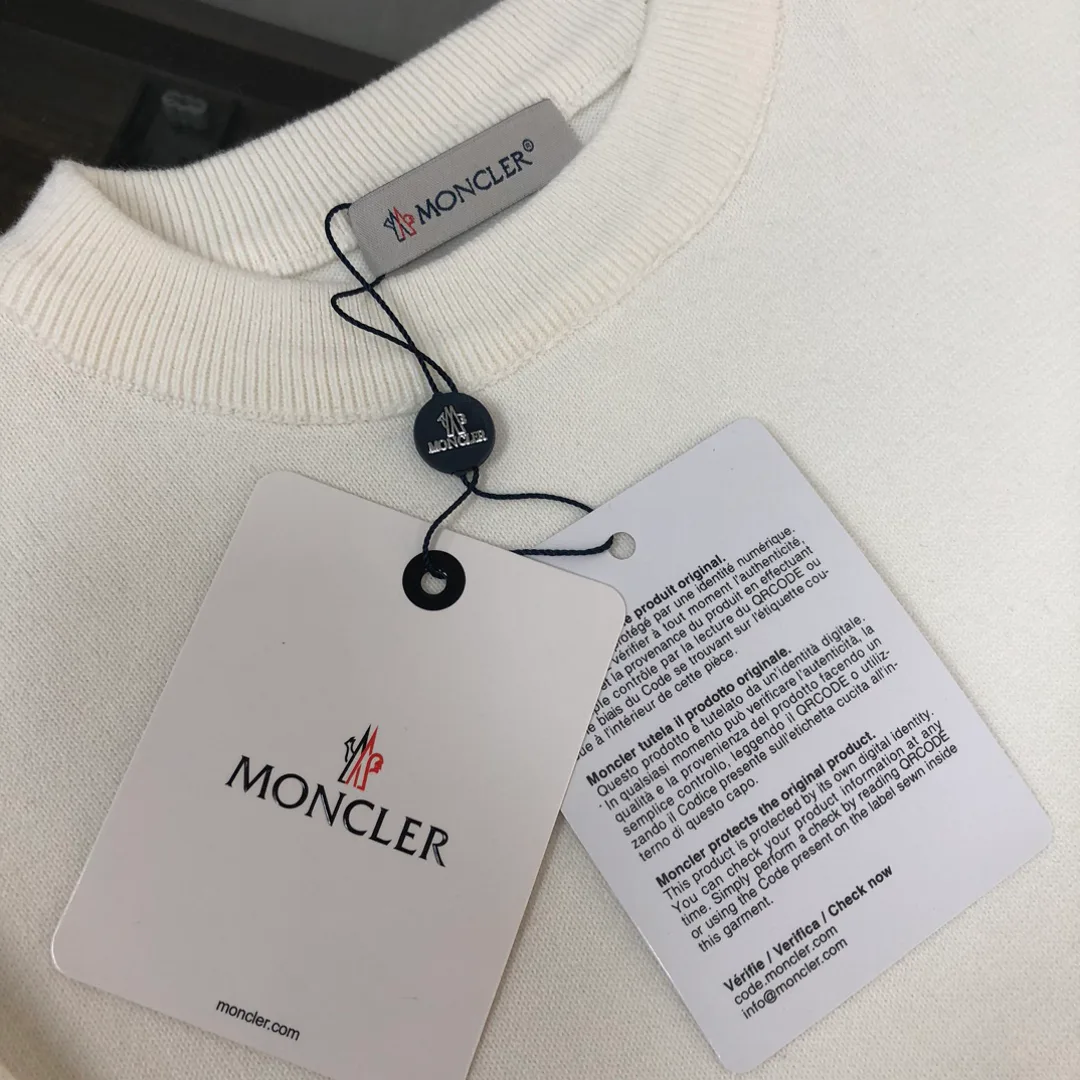 MONCLER®
MONCLER
MONCLER
moncler.com
e produit original.
rotégé par une identité numérique.
vérifier à tout moment l'authenticité,
et la provenance du produit en effectuant
ple contrôle par la lecture du QRCODE ou
e biais du Code se trouvant sur l'étiquette cou-
ue à l'intérieur de cette pièce.
Moncler tutela il prodotto originale.
Questo prodotto è tutelato da un'identità digitale.
In qualsiasi momento può verificare l'autenticità, la
qualità e la provenienza del prodotto facendo un
semplice controllo, leggendo il QRCODE o utiliz-
zando il Codice presente sull'etichetta cucita all'in-
terno di questo capo.
Moncler protects the original product.
This product is protected by its own digital identity.
You can check your product information at any
time. Simply perform a check by reading QRCODE
or using the Code present on the label sewn inside
this garment.
Vérifie / Verifica / Check now
code.moncler.com
info@moncler.com